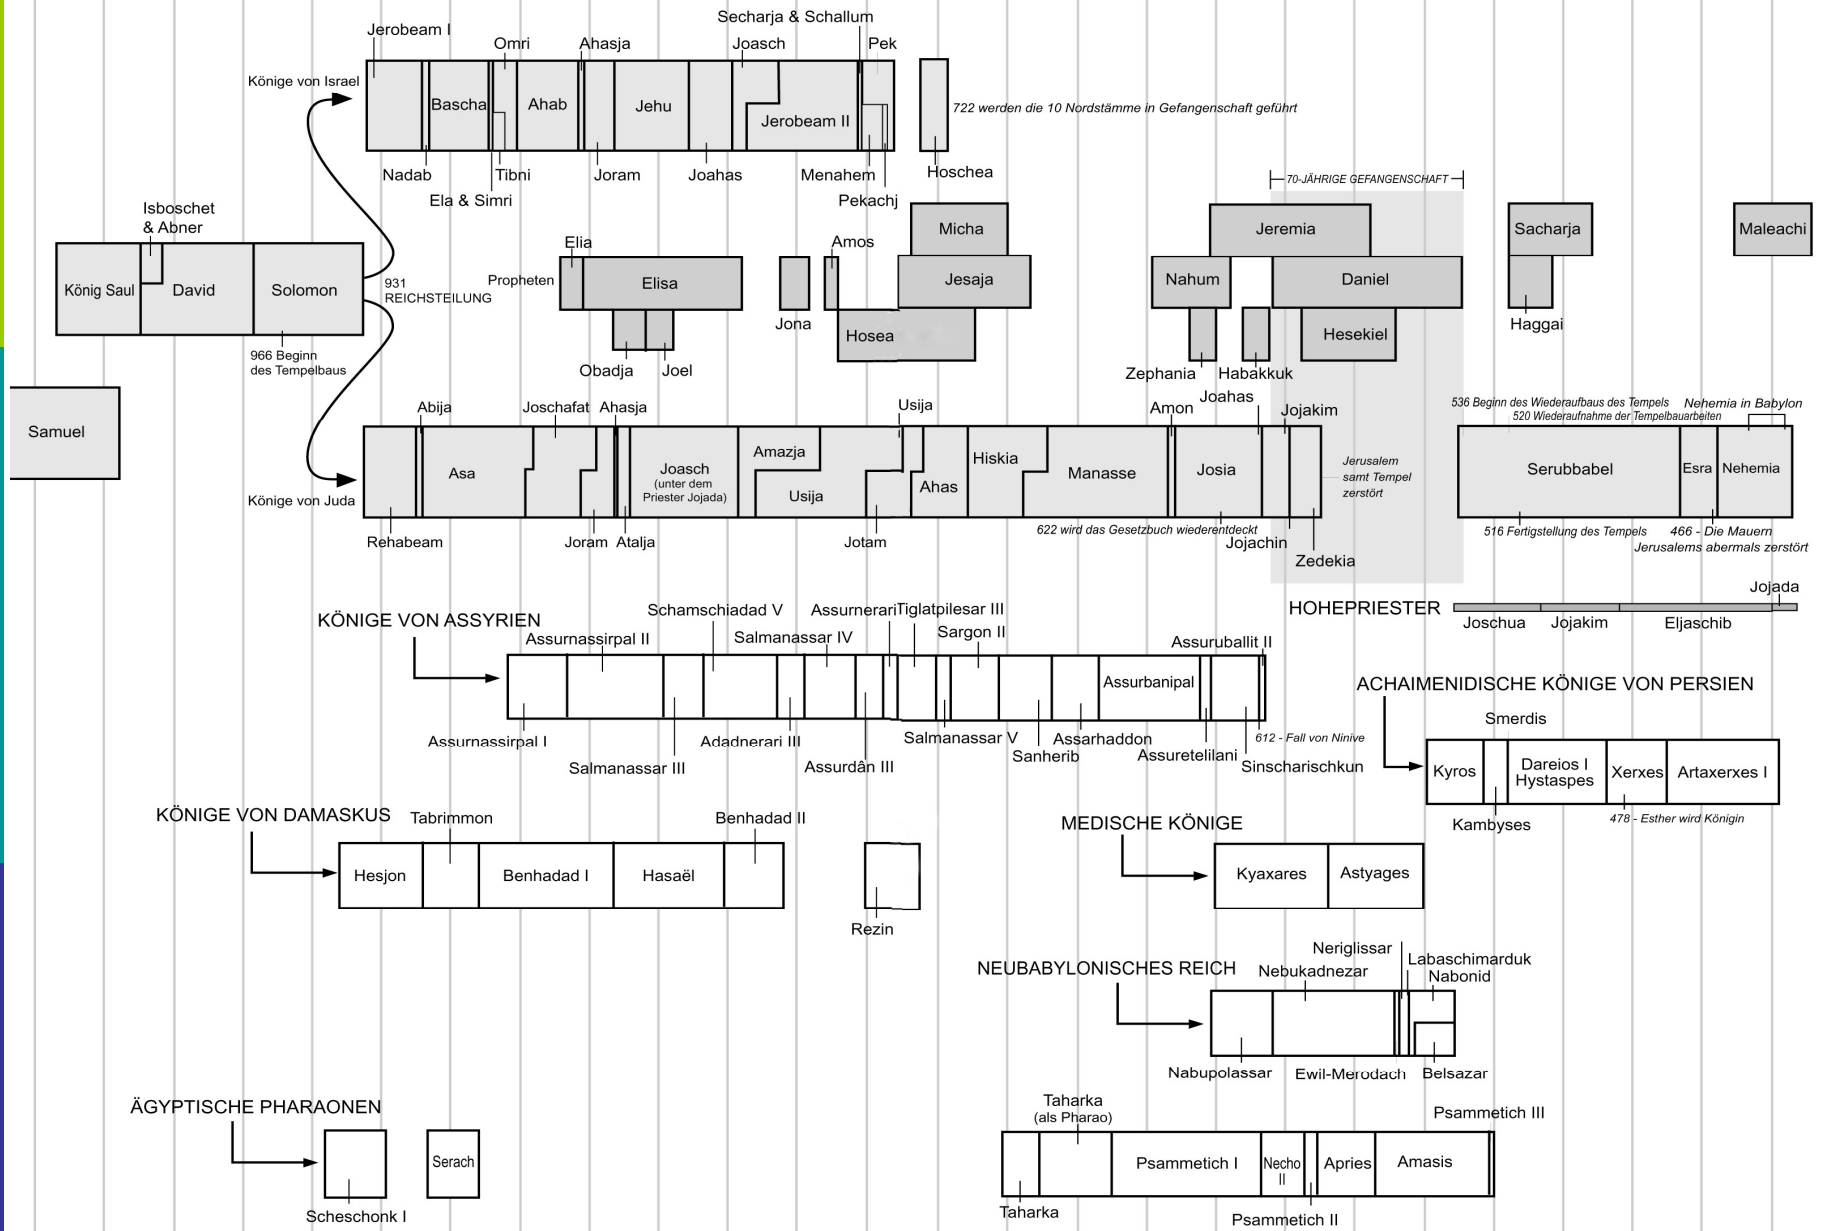 Secharja & Schallum
Jerobeam I
Omri
Ahasja
Joasch
Pek
Könige von Israel
Bascha
Ahab
Jehu
Jerobeam II
722 werden die 10 Nordstämme in Gefangenschaft geführt
Nadab
Tibni
Joram
Joahas
Menahem
Hoschea
Ela & Simri
Pekachj
70-JÄHRIGE GEFANGENSCHAFT
Isboschet
& Abner
König Saul
David
Solomon
931
REICHSTEILUNG
966 Beginn
des Tempelbaus
Propheten
Elia
Elisa
Obadja
Joel
Jona
Amos
Hosea
Micha
Jesaja
Jeremia
Nahum
Daniel
Hesekiel
Zephania
Habakkuk
Sacharja
Haggai
Maleachi
Samuel
Könige von Juda
Abija
Joschafat
Ahasja
Usija
Amon
Joahas
Jojakim
Asa
Joasch
(unter dem
Priester Jojada)
Amazja
Usija
Ahas
Hiskia
Manasse
Josia
Jerusalem
samt Tempel
zerstört
Rehabeam
Joram
Atalja
Jotam
622 wird das Gesetzbuch wiederentdeckt
Jojachin
Zedekia
536 Beginn des Wiederaufbaus des Tempels
520 Wiederaufnahme der Tempelbauarbeiten
Nehemia in Babylon
Serubbabel
Esra
Nehemia
516 Fertigstellung des Tempels
466 - Die Mauern
Jerusalems abermals zerstört
HOHEPRIESTER
Jojada
Joschua
Jojakim
Eljaschib
KÖNIGE VON ASSYRIEN
Schamschiadad V
Assurnerari
Tiglatpilesar III
Assurnassirpal II
Salmanassar IV
Sargon II
Assuruballit II
Assurbanipal
Assurnassirpal I
Salmanassar III
Adadnerari III
Assurdân III
Salmanassar V
Sanherib
Assarhaddon
Assuretelilani
612 - Fall von Ninive
Sinscharischkun
ACHAIMENIDISCHE KÖNIGE VON PERSIEN
Smerdis
Kyros
Dareios I
Hystaspes
Xerxes
Artaxerxes I
Kambyses
478 - Esther wird Königin
KÖNIGE VON DAMASKUS
Tabrimmon
Benhadad II
Hesjon
Benhadad I
Hasaël
Rezin
MEDISCHE KÖNIGE
Kyaxares
Astyages
NEUBABYLONISCHES REICH
Neriglissar
Labaschimarduk
Nebukadnezar
Nabonid
Nabupolassar
Ewil-Merodach
Belsazar
ÄGYPTISCHE PHARAONEN
Serach
Scheschonk I
Taharka
(als Pharao)
Psammetich III
Psammetich I
Necho
II
Apries
Amasis
Taharka
Psammetich II